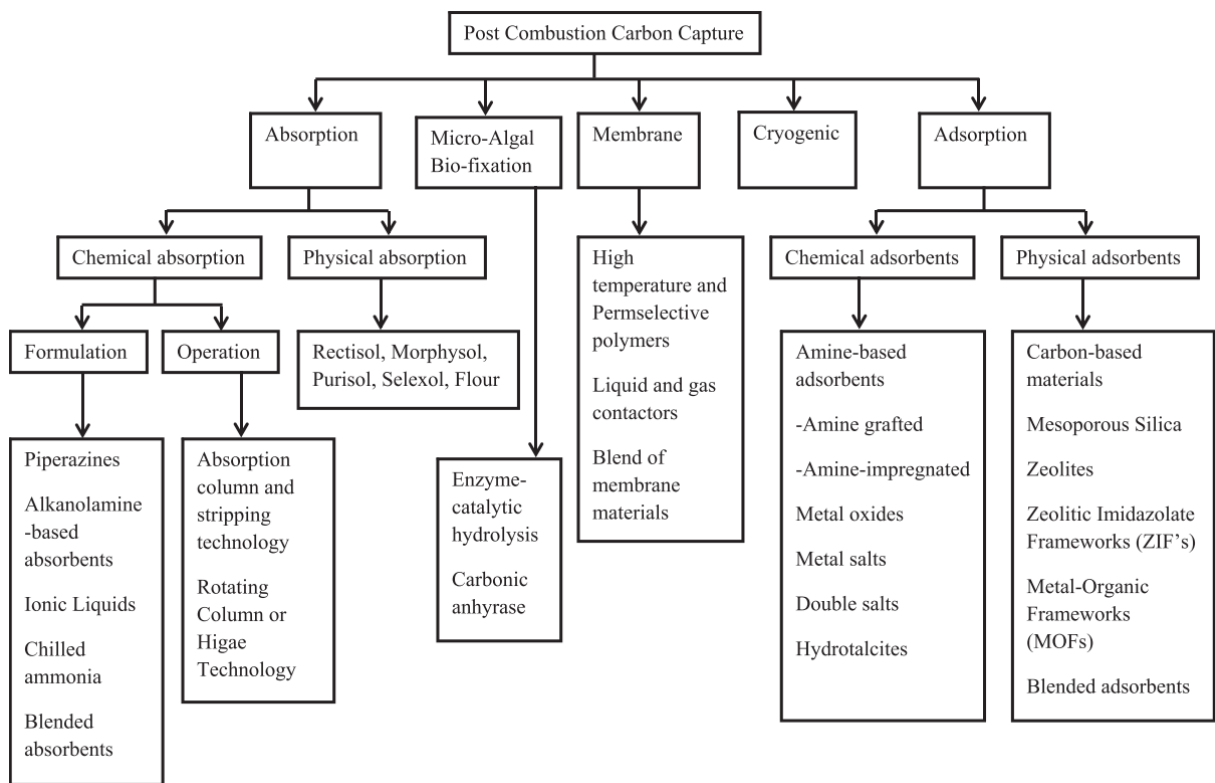 Post Combustion Carbon Capture
Absorption
Micro-Algal
Bio-fixation
Membrane
Cryogenic
Adsorption
Chemical absorption
Physical absorption
Chemical adsorbents
Physical adsorbents
Formulation
Operation
Rectisol, Morphysol,
Purisol, Selexol, Flour
High
temperature and
Permselective
polymers
Liquid and gas
contactors
Blend of
membrane
materials
Amine-based
adsorbents
-Amine grafted
-Amine-impregnated
Metal oxides
Metal salts
Double salts
Hydrotalcites
Carbon-based
materials
Mesoporous Silica
Zeolites
Zeolitic Imidazolate
Frameworks (ZIF's)
Metal-Organic
Frameworks
(MOFs)
Blended adsorbents
Piperazines
Alkanolamine
-based absorbents
Ionic Liquids
Chilled
ammonia
Blended
absorbents
Absorption
column and
stripping
technology
Rotating
Column or
Higae
Technology
Enzyme-
catalytic
hydrolysis
Carbonic
anhyrase